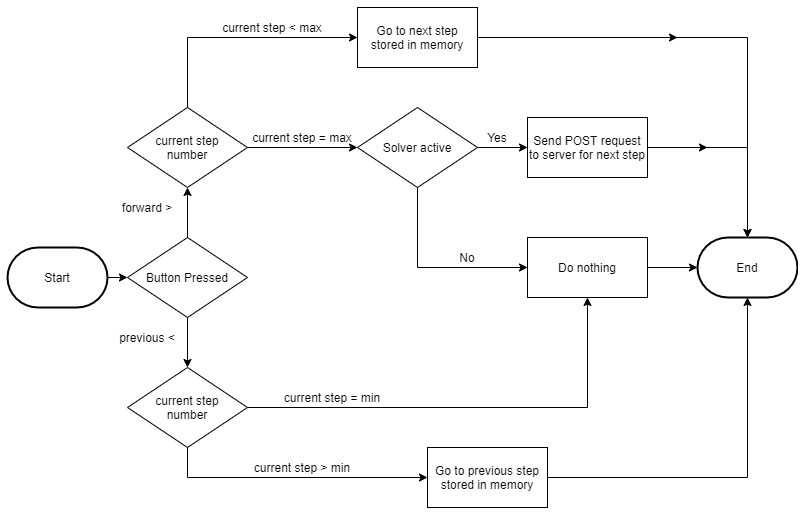 current step < max
Go to next step
stored in memory
current step
number
current step = max
Solver active
Yes
Send POST request
to server for next step
forward >
Start
Button Pressed
No
Do nothing
End
previous <
current step
number
current step = min
current step > min
Go to previous step
stored in memory